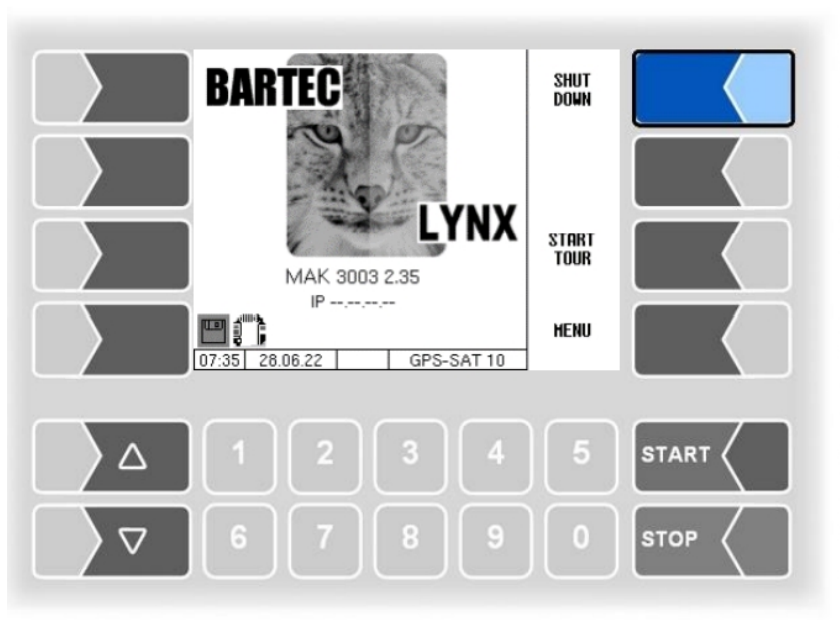 BARTEC
LYNX
MAK 3003 2.35
IP --.--.--.--
07:35 28.06.22 GPS-SAT 10
SHUT
DOWN
START
TOUR
MENU
1 2 3 4 5 START
6 7 8 9 0 STOP